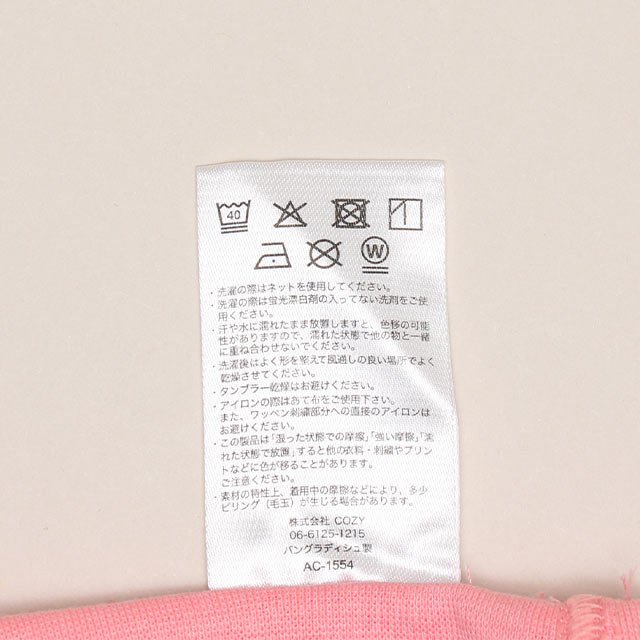 40
W
・洗濯の際はネットを使用してください。
・洗濯の際は蛍光漂白剤の入ってない洗剤をご使
用ください。
・汗や水に濡れたまま放置しますと、色移の可能
性がありますので、濡れた状態で他の物と一緒
に重ね合わせないでください。
・洗濯後はよく形を整えて風通しの良い場所でよく
乾燥させてください。
・タンブラー乾燥はお避けください。
・アイロンの際はあて布をご使用下さい。
また、ワッペン刺繍部分への直接のアイロンは
お避けください。
・この製品は「湿った状態での摩擦」「強い摩擦」「濡
れた状態で放置」すると他の衣料・刺繍やプリン
トなどに色が移ることがあります。
ご注意ください。
・素材の特性上、着用中の摩擦などにより、多少
ピリング（毛玉）が生じる場合があります。
株式会社 COZY
06-6125-1215
バングラディシュ製
AC-1554